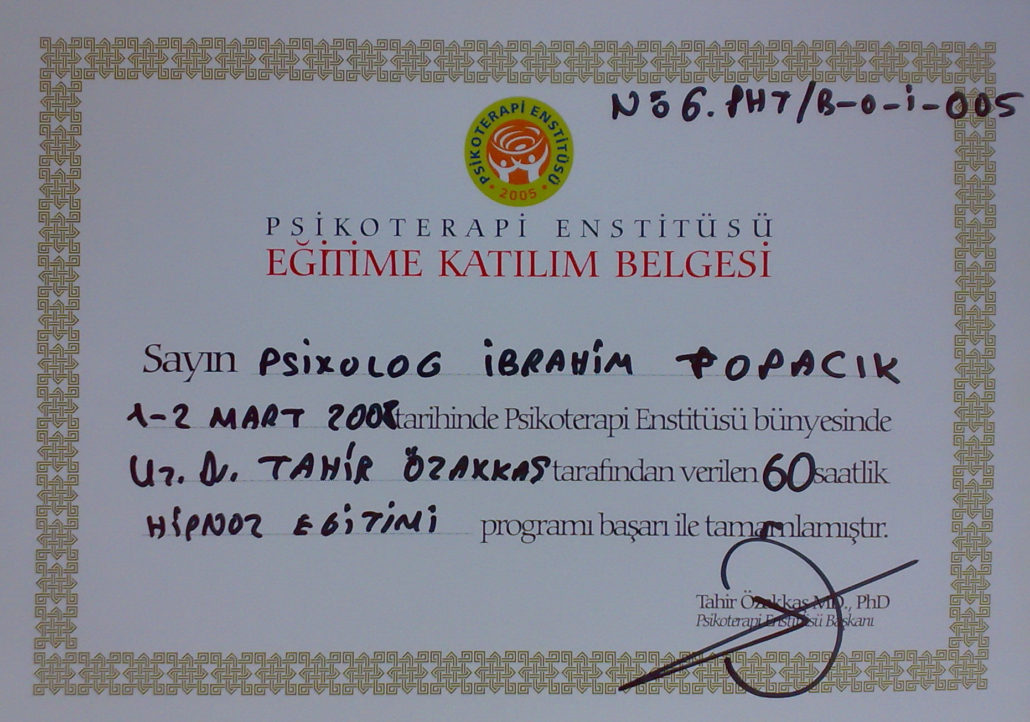 Nō 6. PHT/B-0-İ-005
PSİKOTERAPİ ENSTİTÜSÜ
2005
PSİKOTERAPİ ENSTİTÜSÜ
EĞİTİME KATILIM BELGESİ
Sayın PSİKOLOG İBRAHİM TOPACIK
1-2 MART 2008 tarihinde Psikoterapi Enstitüsü bünyesinde
Uz. D. TAHİR ÖZAKKAŞ tarafından verilen 60 saatlik
HİPNOZ EGİTİMİ programı başarı ile tamamlamıştır.
Tahir Özakkaş MD., PhD
Psikoterapi Enstitüsü Başkanı